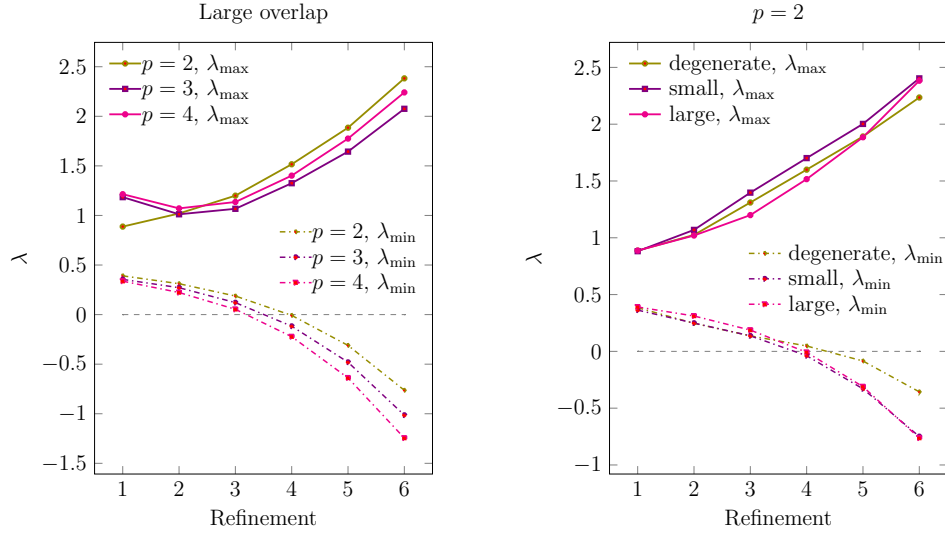 Large overlap
2.5
2
1.5
1
0.5
0
−0.5
−1
−1.5
λ
p = 2, λmax
p = 3, λmax
p = 4, λmax
p = 2, λmin
p = 3, λmin
p = 4, λmin
1 2 3 4 5 6
Refinement
p = 2
2.5
2
1.5
1
0.5
0
−0.5
−1
λ
degenerate, λmax
small, λmax
large, λmax
degenerate, λmin
small, λmin
large, λmin
1 2 3 4 5 6
Refinement